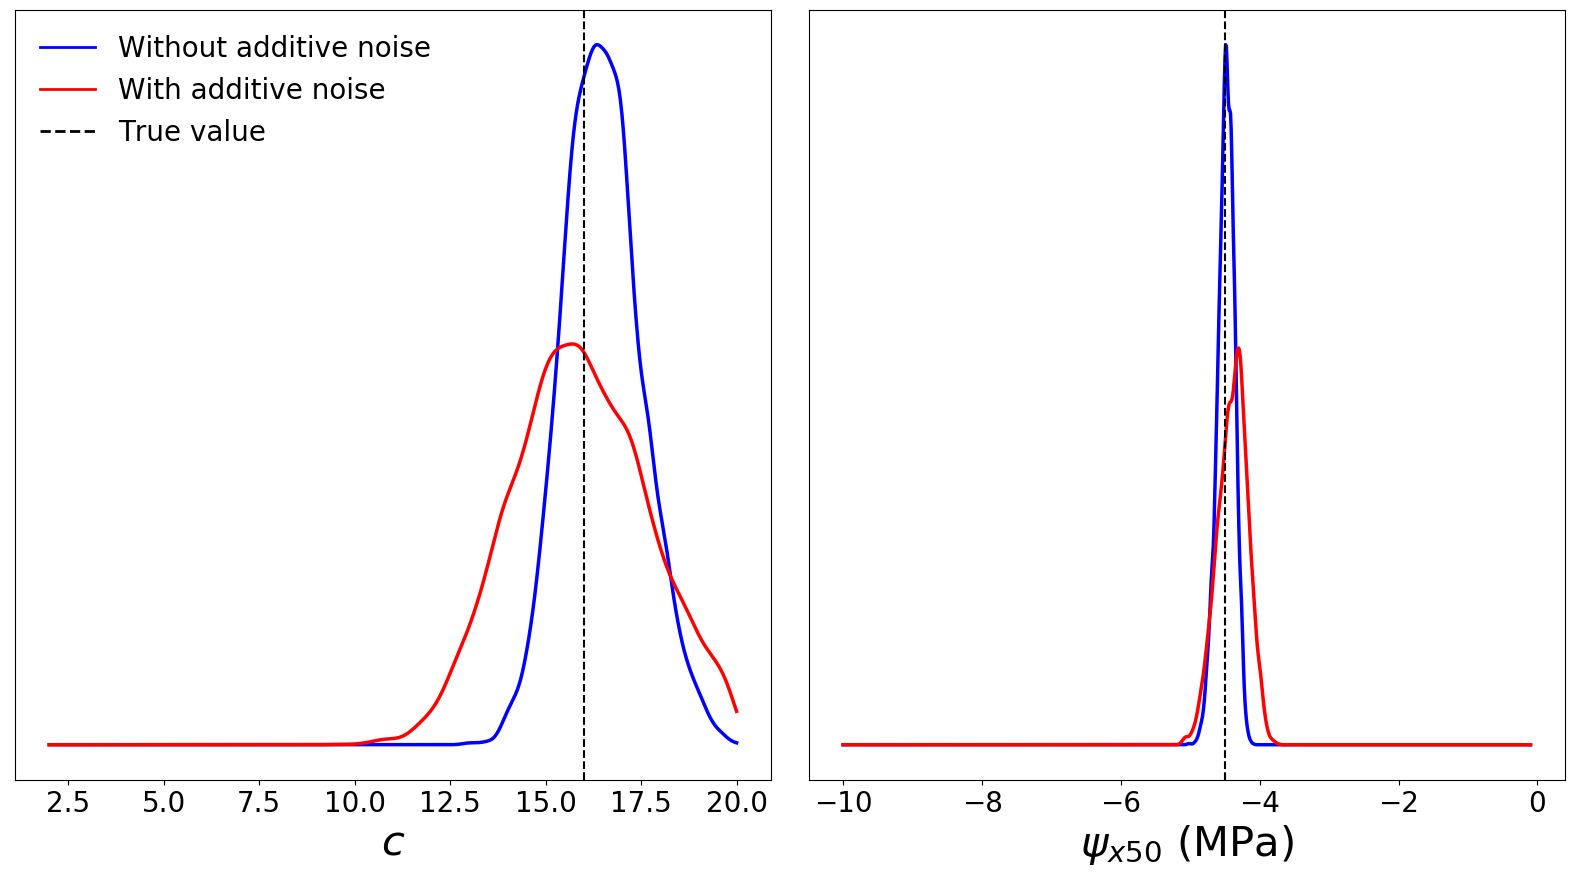 Without additive noise
With additive noise
True value
2.5 5.0 7.5 10.0 12.5 15.0 17.5 20.0
c
−10 −8 −6 −4 −2 0
ψx50 (MPa)